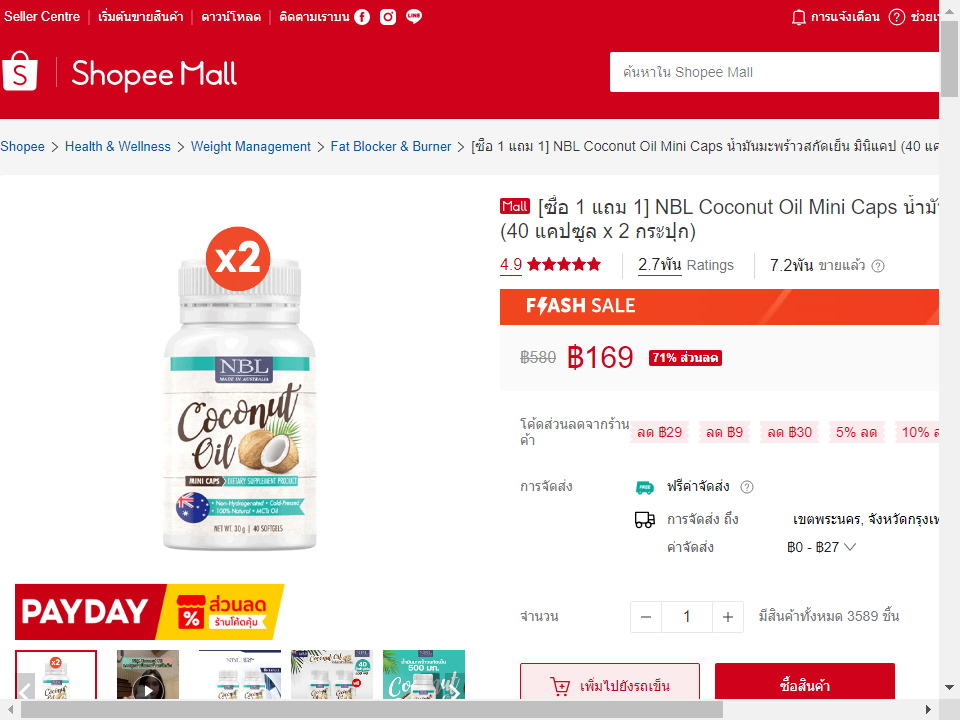 Seller Centre
เริ่มต้นขายสินค้า
ดาวน์โหลด
ติดตามเราบน
LINE
การแจ้งเตือน
Shopee Mall
ค้นหาใน Shopee Mall
Shopee > Health & Wellness > Weight Management > Fat Blocker & Burner > [ซื้อ 1 แถม 1] NBL Coconut Oil Mini Caps น้ำมันมะพร้าวสกัดเย็น มินิแคป (40
x2
NBL
MADE IN AUSTRALIA
Coconut
Oil
MINI CAPS DIETARY SUPPLEMENT PRODUCT
• Non-Hydrogenated • Cold-Pressed
• 100% Natural • MCTs Oil
NET WT. 30 g | 40 SOFTGELS
PAYDAY
% ส่วนลด
ร้านโค้ดคุ้ม
Mall [ซื้อ 1 แถม 1] NBL Coconut Oil Mini Caps
(40 แคปซูล x 2 กระปุก)
4.9
2.7พัน Ratings
7.2พัน ขายแล้ว ?
FLASH SALE
฿580 ฿169 71% ส่วนลด
โค้ดส่วนลดจากร้าน
ค้า
ลด ฿29
ลด ฿9
ลด ฿30
5% ลด
10%
การจัดส่ง
FREE ฟรีค่าจัดส่ง ?
การจัดส่ง ถึง
เขตพระนคร, จังหวัดกรุงเท
ค่าจัดส่ง
฿0 - ฿27
จำนวน
− 1 +
มีสินค้าทั้งหมด 3589 ชิ้น
เพิ่มไปยังรถเข็น
ซื้อสินค้า